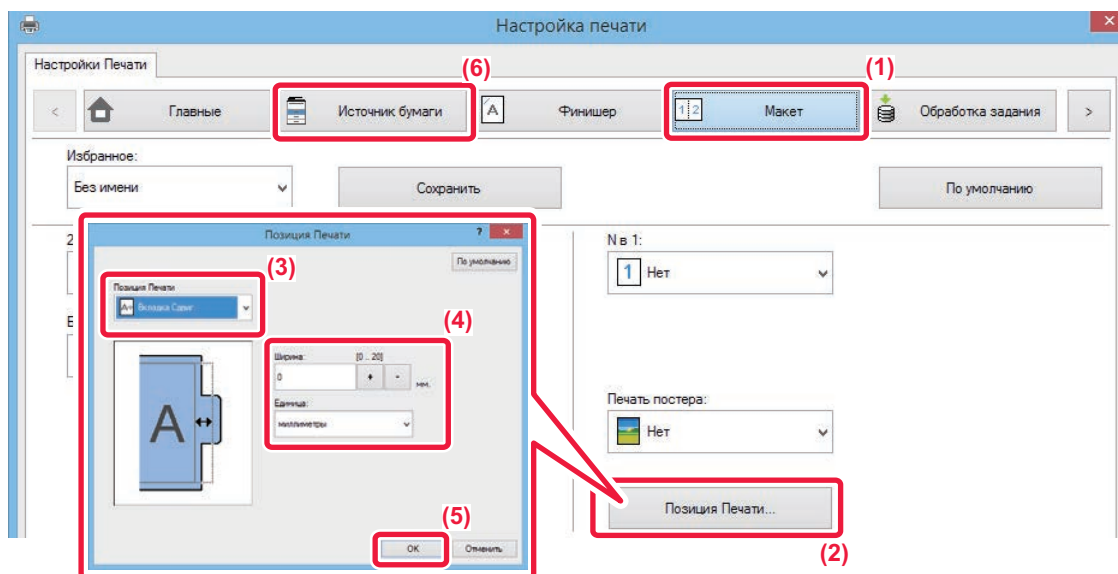 Настройка печати
Настройки Печати
(6)
(1)
Главные
Источник бумаги
Финишер
Макет
Обработка задания
Избранное:
Без имени
Сохранить
По умолчанию
2
Позиция Печати
По умолчанию
(3)
Позиция Печати
Вкладка Сдвиг
(4)
Ширина: [0 .. 20]
0 + - мм.
Единица:
миллиметры
A
(5)
OK
Отменить
N в 1:
1 Нет
Печать постера:
Нет
Позиция Печати...
(2)